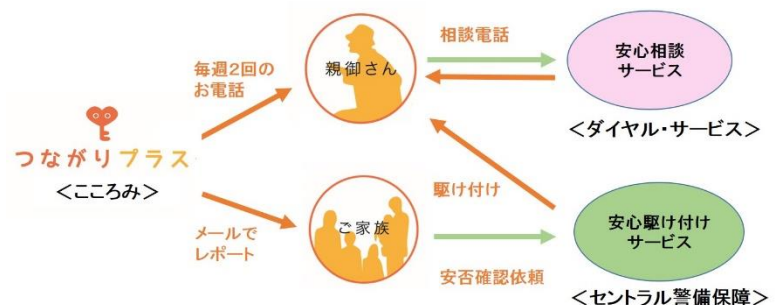 つながりプラス
＜こころみ＞
毎週2回の
お電話
親御さん
相談電話
安心相談
サービス
＜ダイヤル・サービス＞
メールで
レポート
ご家族
駆け付け
安否確認依頼
安心駆け付け
サービス
＜セントラル警備保障＞